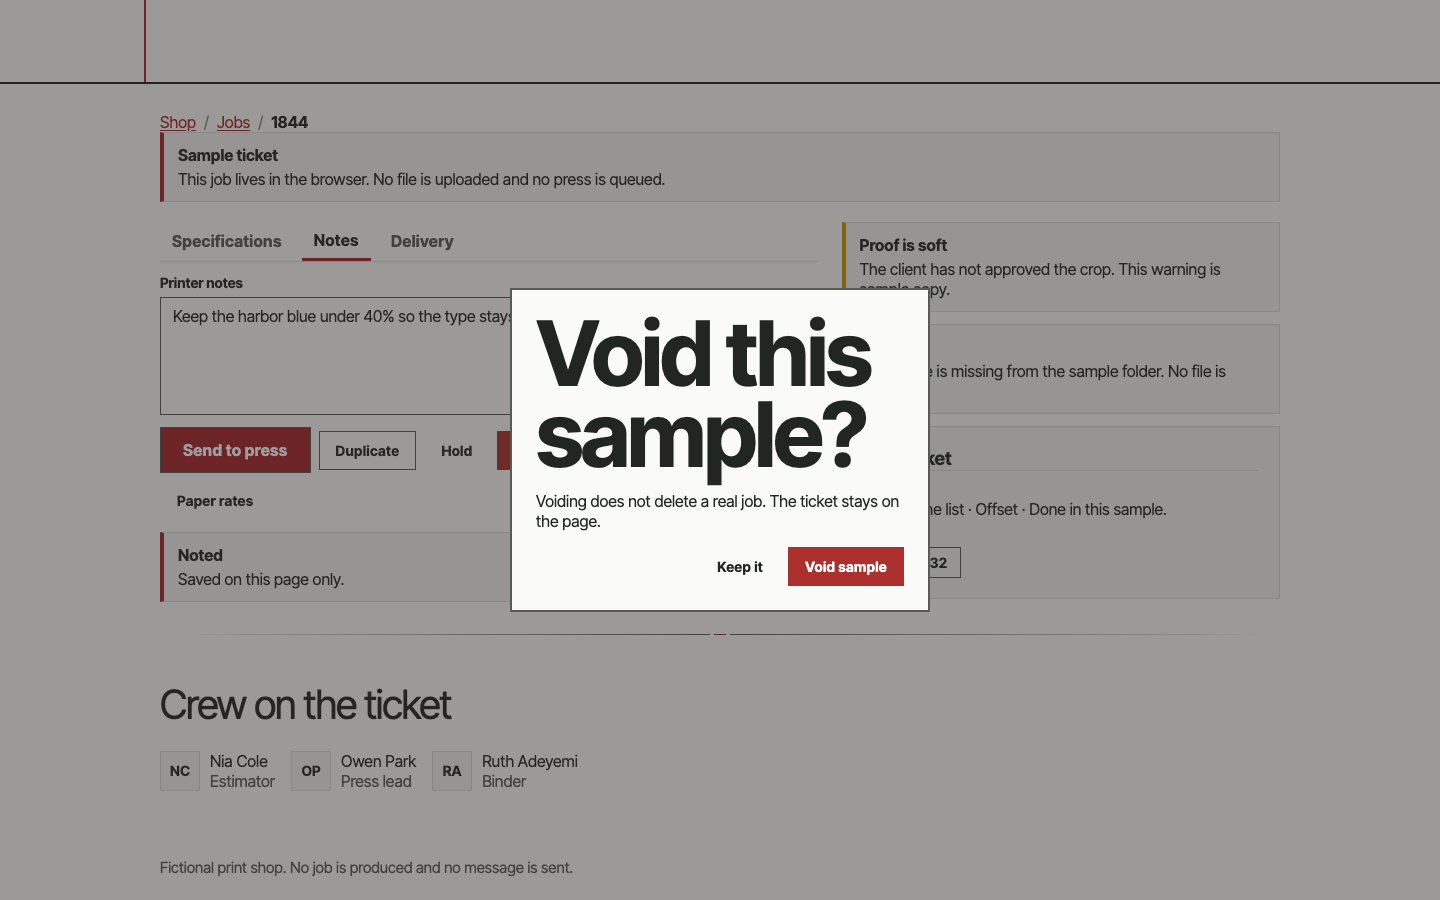 Shop / Jobs / 1844
Sample ticket
This job lives in the browser. No file is uploaded and no press is queued.
Specifications
Notes
Delivery
Printer notes
Keep the harbor blue under 40% so the type stays
Send to press
Duplicate
Hold
Paper rates
Noted
Saved on this page only.
Proof is soft
The client has not approved the crop. This warning is
is missing from the sample folder. No file is
list · Offset · Done in this sample.
32
Void this
sample?
Voiding does not delete a real job. The ticket stays on
the page.
Keep it
Void sample
Crew on the ticket
NC
Nia Cole
Estimator
OP
Owen Park
Press lead
RA
Ruth Adeyemi
Binder
Fictional print shop. No job is produced and no message is sent.